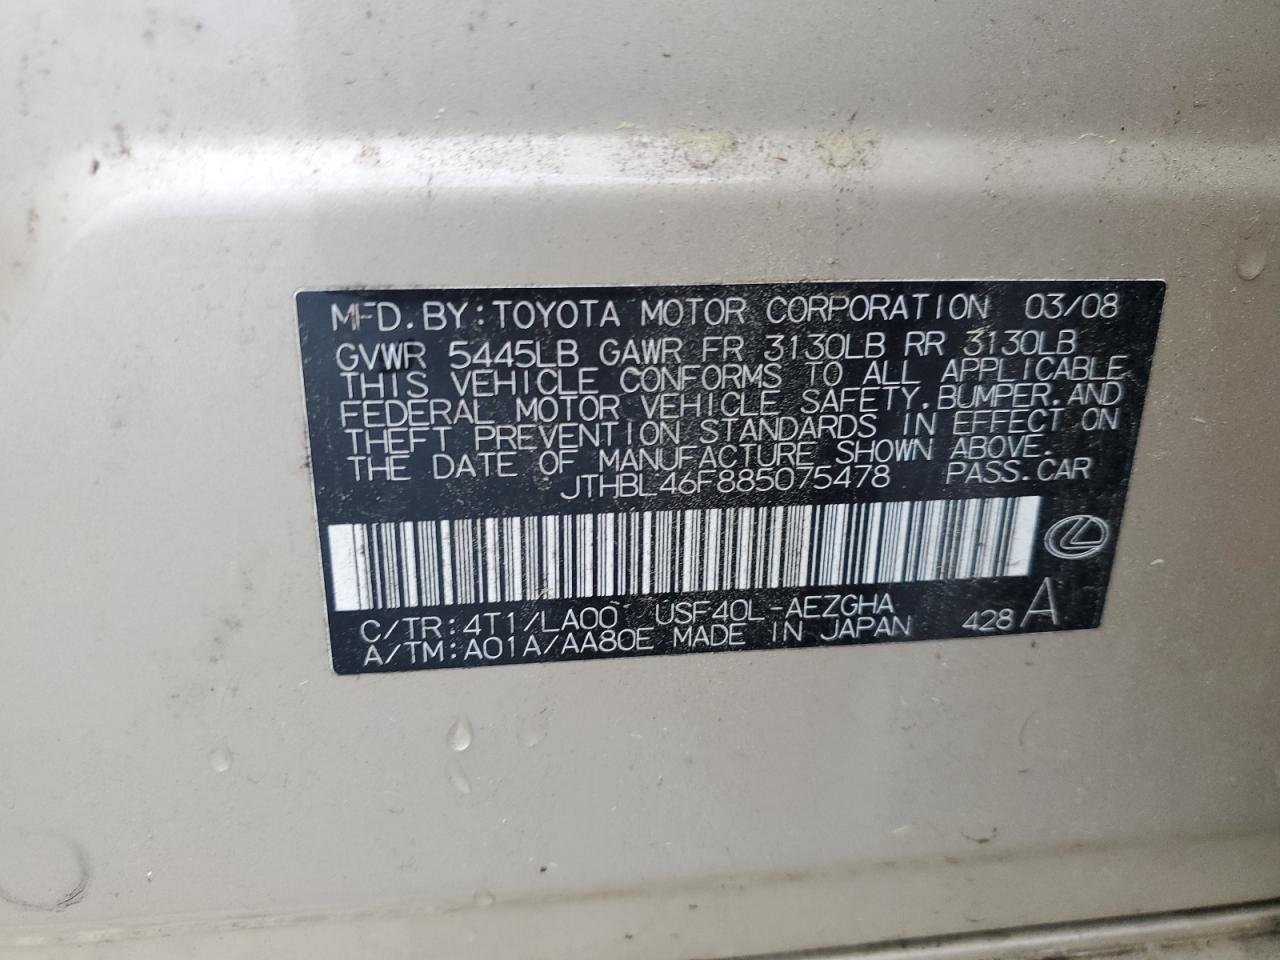 MFD. BY: TOYOTA MOTOR CORPORATION 03/08
GVWR 5445LB GAWR FR 3130LB RR 3130LB
THIS VEHICLE CONFORMS TO ALL APPLICABLE
FEDERAL MOTOR VEHICLE SAFETY, BUMPER, AND
THEFT PREVENTION STANDARDS IN EFFECT ON
THE DATE OF MANUFACTURE SHOWN ABOVE.
JTHBL46F885075478 PASS. CAR
C/TR: 4T1/LA00 USF40L-AEZGHA 428 A
A/TM: A01A/AA80E MADE IN JAPAN